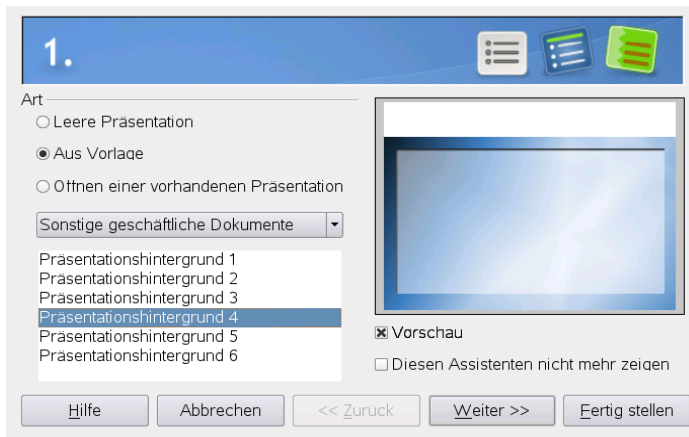 1.
Art
Leere Präsentation
Aus Vorlage
Öffnen einer vorhandenen Präsentation
Sonstige geschäftliche Dokumente
Präsentationshintergrund 1
Präsentationshintergrund 2
Präsentationshintergrund 3
Präsentationshintergrund 4
Präsentationshintergrund 5
Präsentationshintergrund 6
Vorschau
Diesen Assistenten nicht mehr zeigen
Hilfe
Abbrechen
<< Zurück
Weiter >>
Fertig stellen